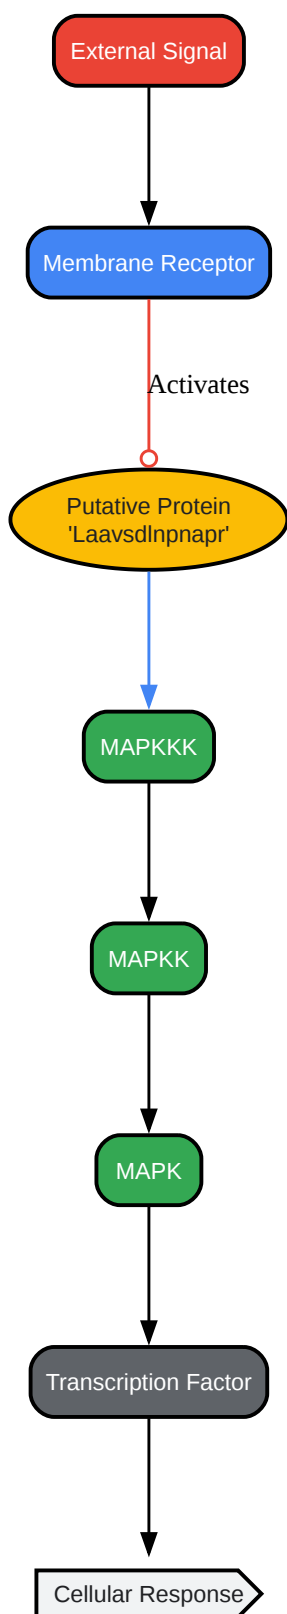 External Signal
Membrane Receptor
Activates
Putative Protein
'Laavsdlnpnapr'
MAPKKK
MAPKK
MAPK
Transcription Factor
Cellular Response